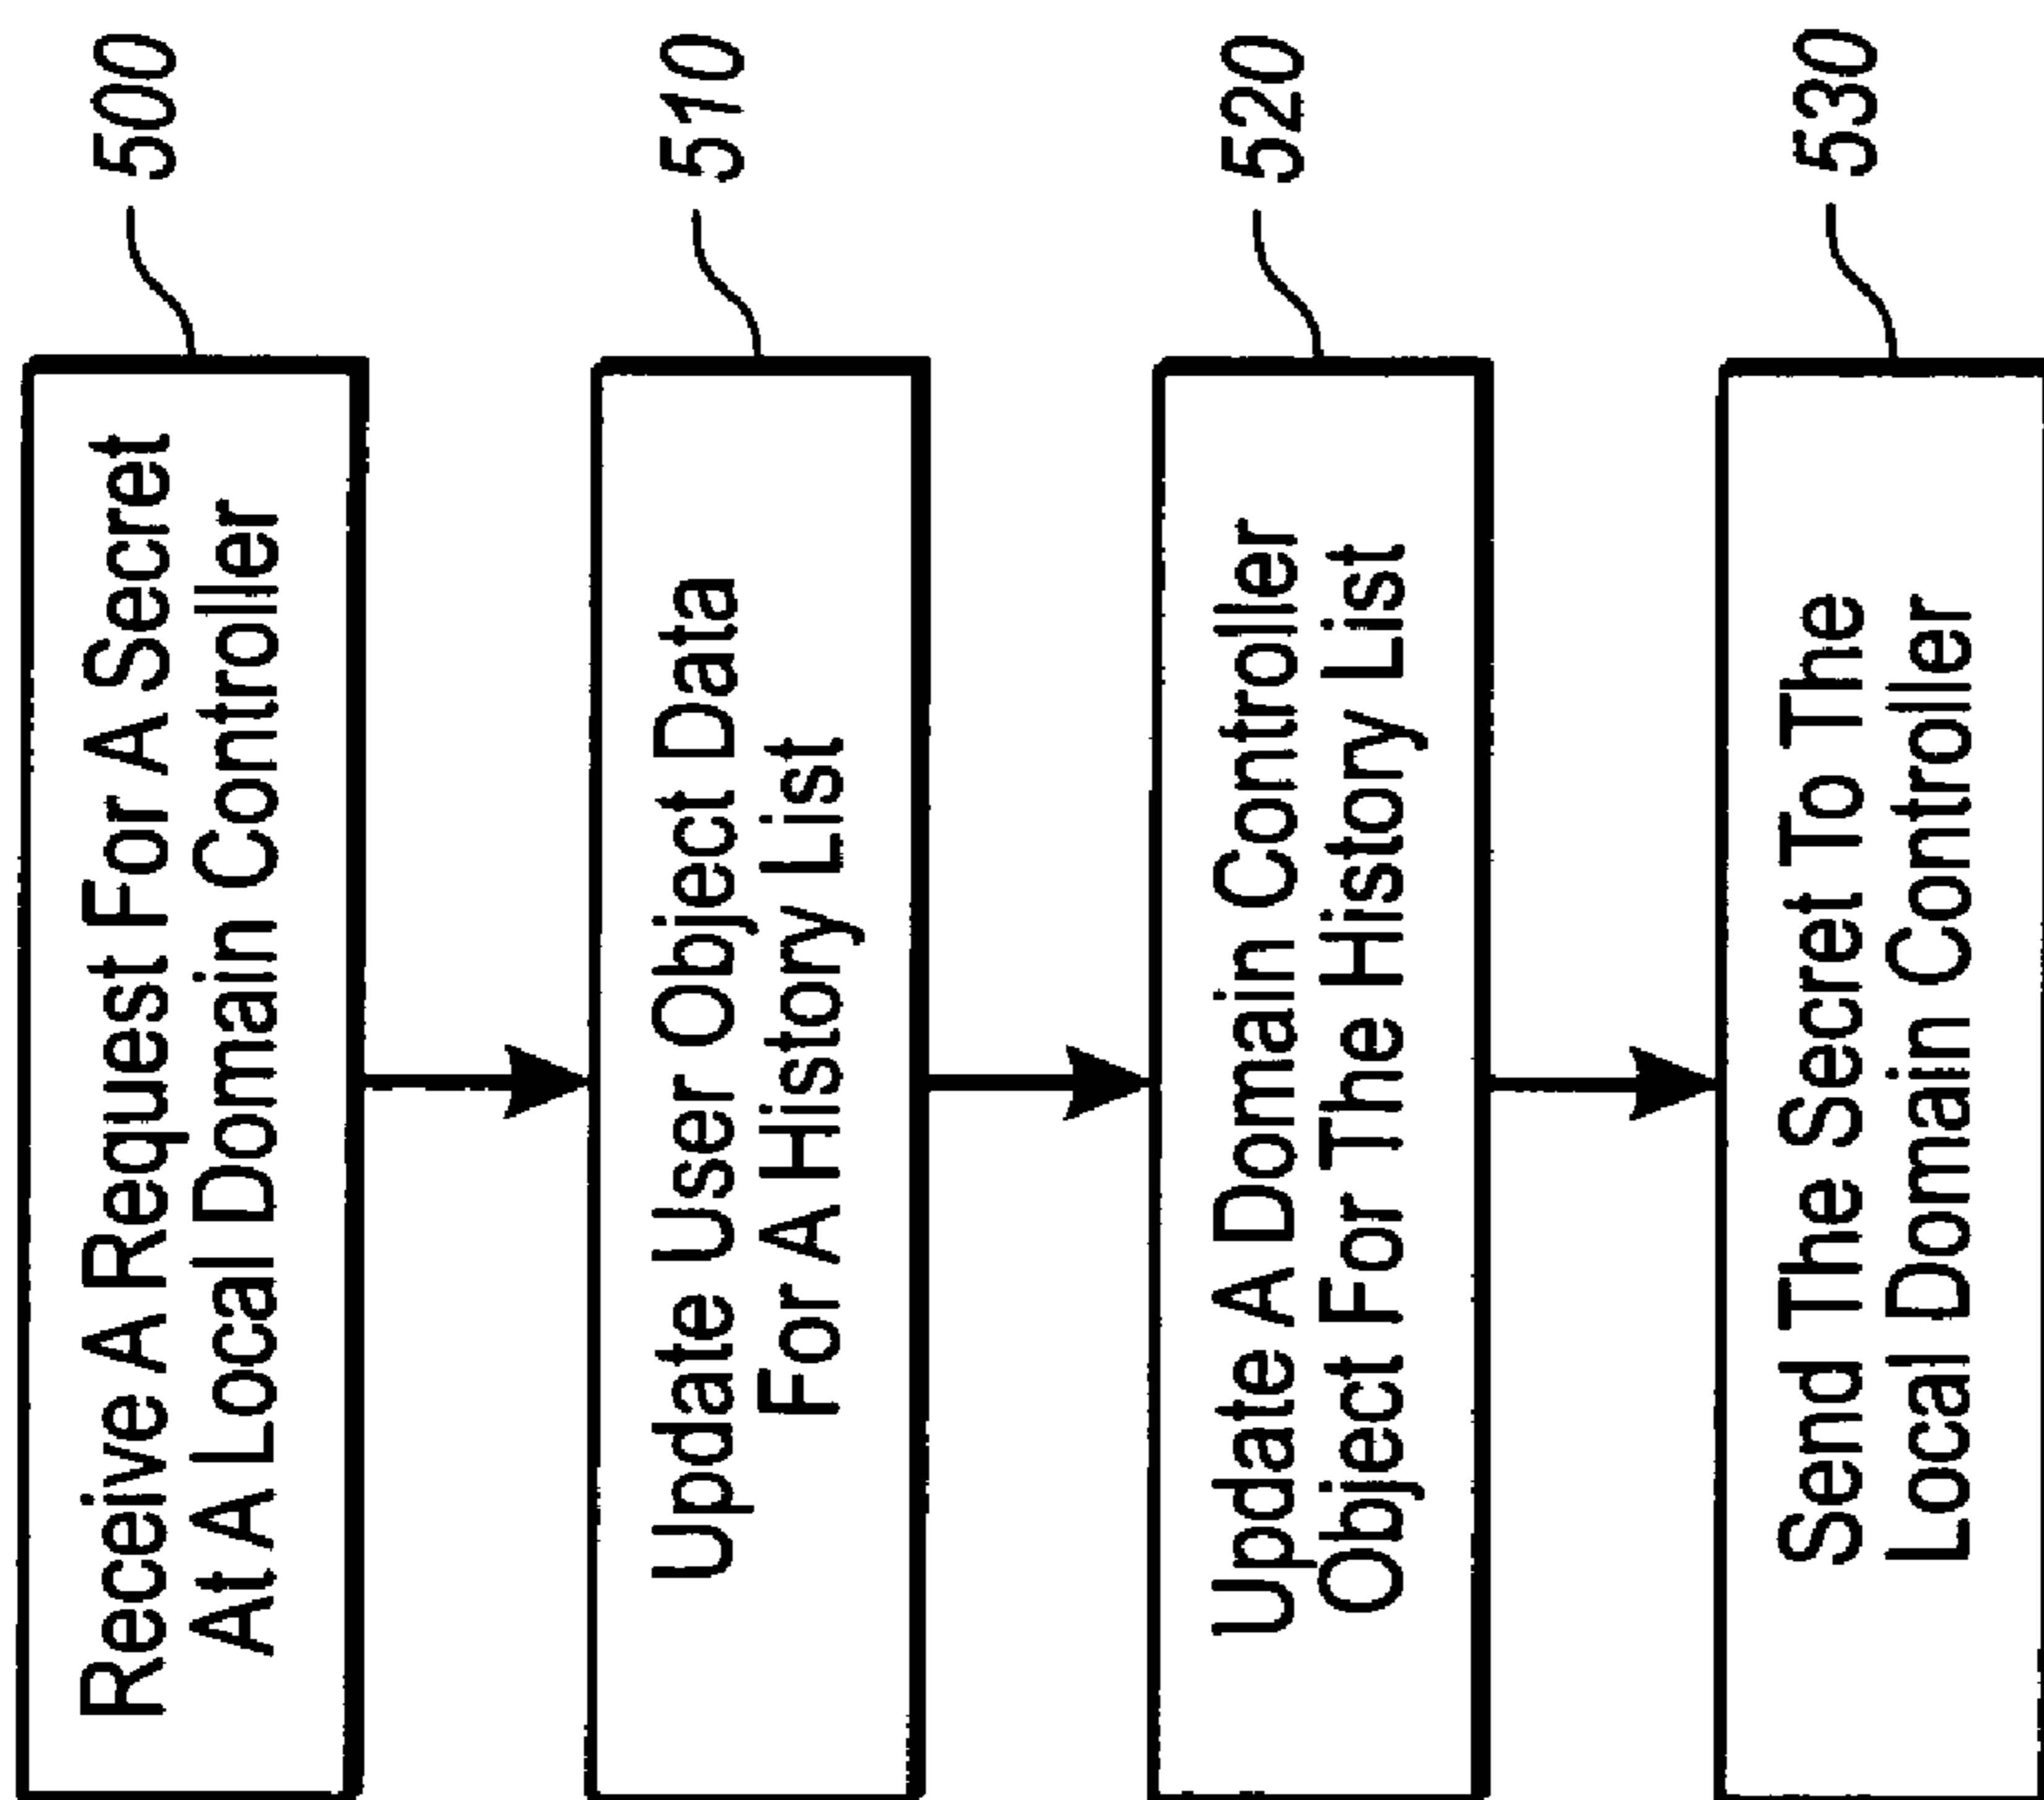 Receive A Request For A Secret
At A Local Domain Controller
500
Update User Object Data
For A History List
510
Update A Domain Controller
Object For The History List
520
Send The Secret To The
Local Domain Controller
530